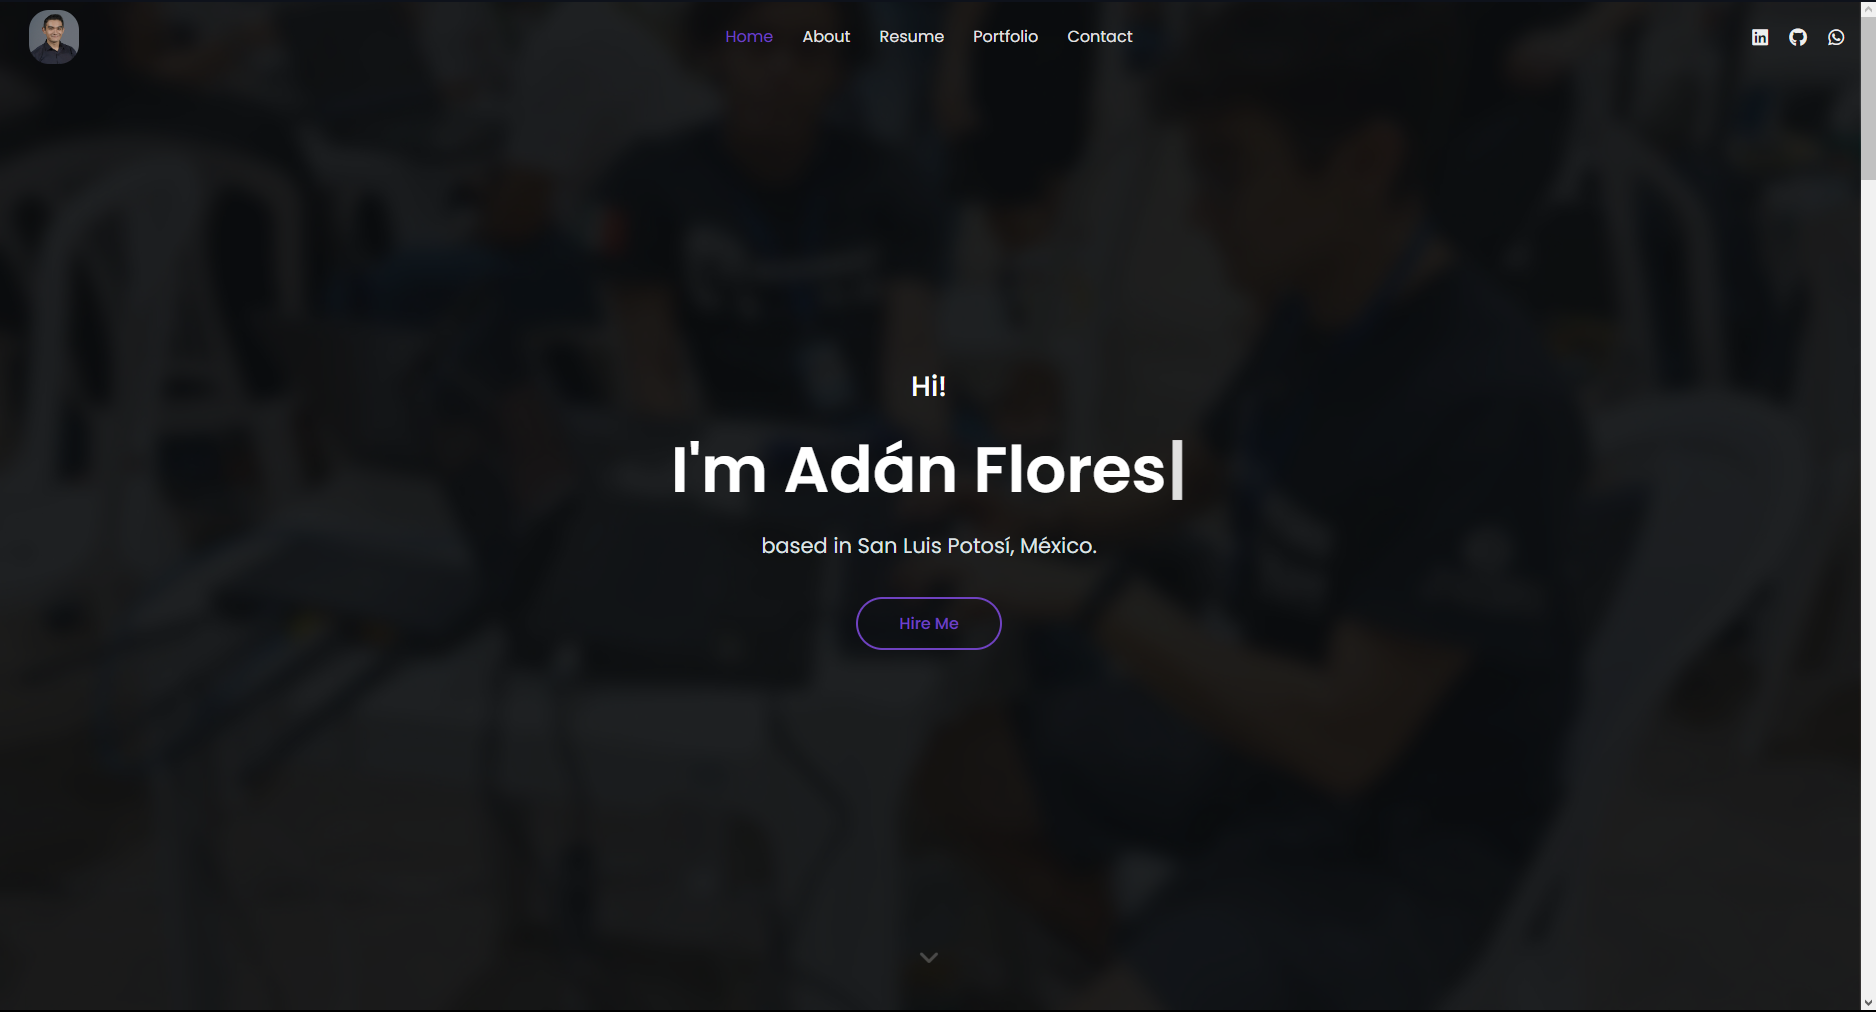 Home About Resume Portfolio Contact
Hi!
I'm Adán Flores|
based in San Luis Potosí, México.
Hire Me